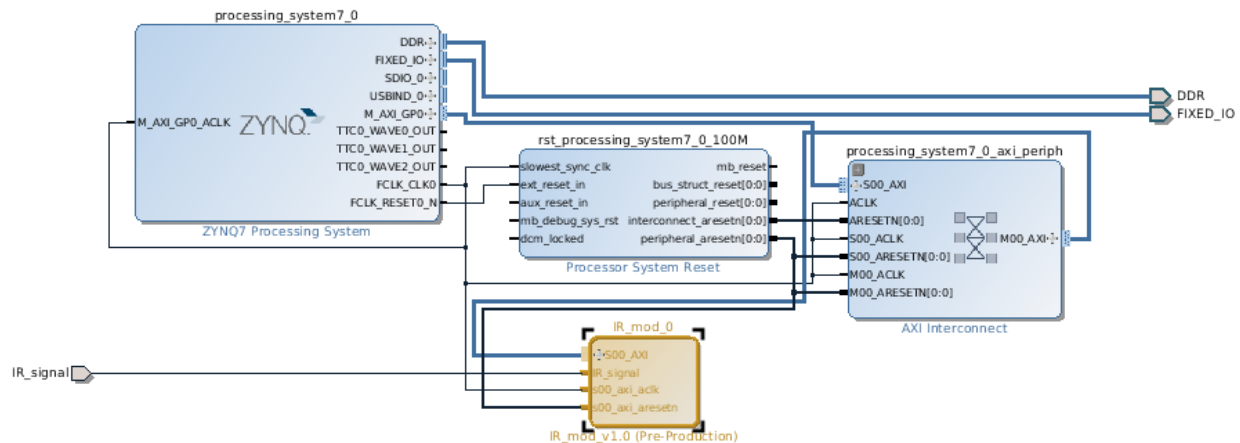 processing_system7_0
DDR
FIXED_IO
SDIO_0
USBIND_0
M_AXI_GP0
M_AXI_GP0_ACLK
ZYNQ
TTC0_WAVE0_OUT
TTC0_WAVE1_OUT
TTC0_WAVE2_OUT
FCLK_CLK0
FCLK_RESET0_N
ZYNQ7 Processing System
DDR
FIXED_IO
rst_processing_system7_0_100M
slowest_sync_clk
ext_reset_in
aux_reset_in
mb_debug_sys_rst
dcm_locked
mb_reset
bus_struct_reset[0:0]
peripheral_reset[0:0]
interconnect_aresetn[0:0]
peripheral_aresetn[0:0]
Processor System Reset
processing_system7_0_axi_periph
S00_AXI
ACLK
ARESETN[0:0]
S00_ACLK
S00_ARESETN[0:0]
M00_ACLK
M00_ARESETN[0:0]
M00_AXI
AXI Interconnect
IR_signal
IR_mod_0
S00_AXI
IR_signal
s00_axi_aclk
s00_axi_aresetn
IR_mod_v1.0 (Pre-Production)